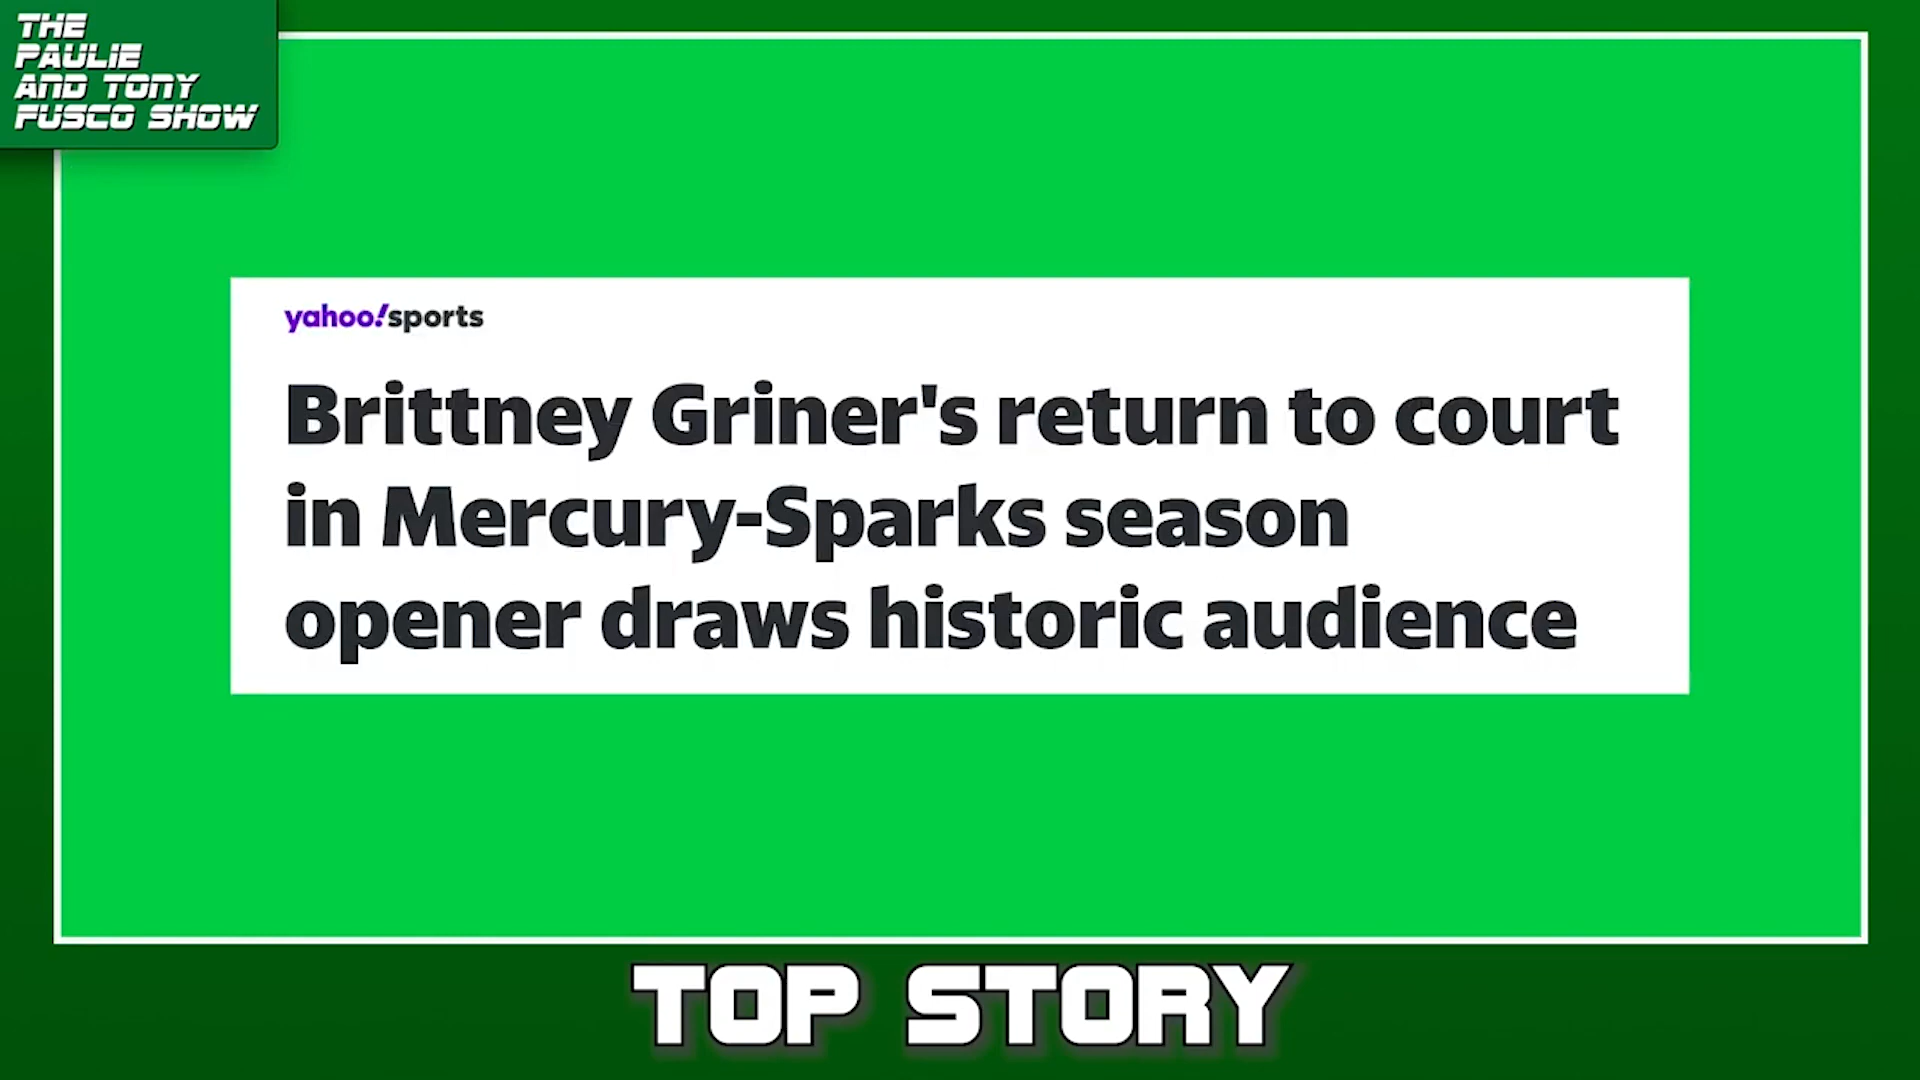 THE
PAULIE
AND TONY
FUSCO SHOW
yahoo!sports
Brittney Griner's return to court
in Mercury-Sparks season
opener draws historic audience
TOP STORY